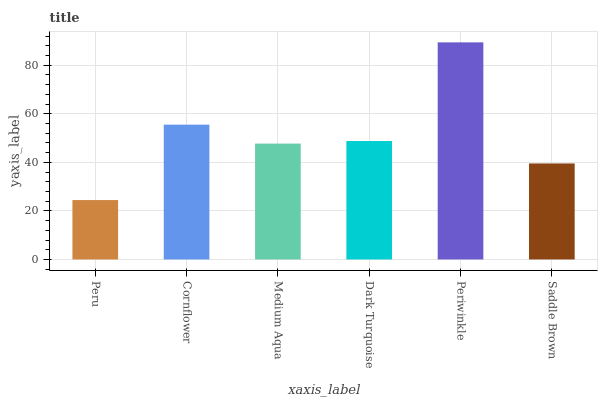 title
yaxis_label
80
60
40
20
0
Peru
Cornflower
Medium Aqua
Dark Turquoise
Periwinkle
Saddle Brown
xaxis_label